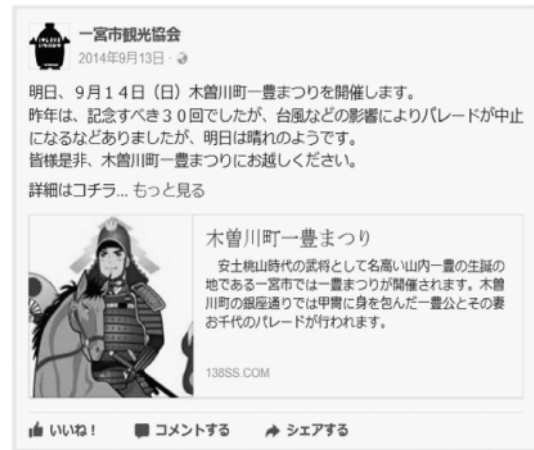 一宮市観光協会
2014年9月13日 ·
明日、9月14日（日）木曽川町一豊まつりを開催します。
昨年は、記念すべき30回でしたが、台風などの影響によりパレードが中止
になるなどありましたが、明日は晴れのようです。
皆様是非、木曽川町一豊まつりにお越しください。
詳細はコチラ... もっと見る
木曽川町一豊まつり
安土桃山時代の武将として名高い山内一豊の生誕の
地である一宮市では一豊まつりが開催されます。木曽
川町の銀座通りでは甲冑に身を包んだ一豊公とその妻
お千代のパレードが行われます。
138SS.COM
いいね！ コメントする シェアする